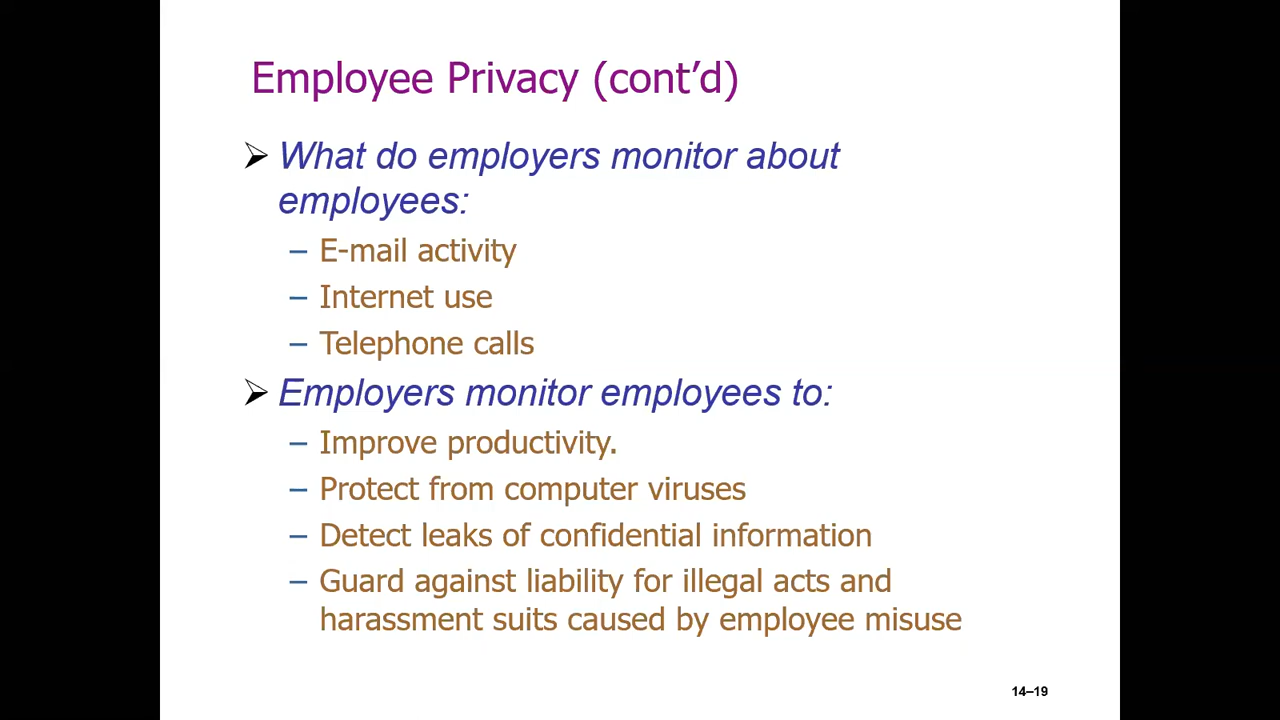 Employee Privacy (cont’d)
➢ What do employers monitor about
employees:
– E-mail activity
– Internet use
– Telephone calls
➢ Employers monitor employees to:
– Improve productivity.
– Protect from computer viruses
– Detect leaks of confidential information
– Guard against liability for illegal acts and
harassment suits caused by employee misuse
14–19